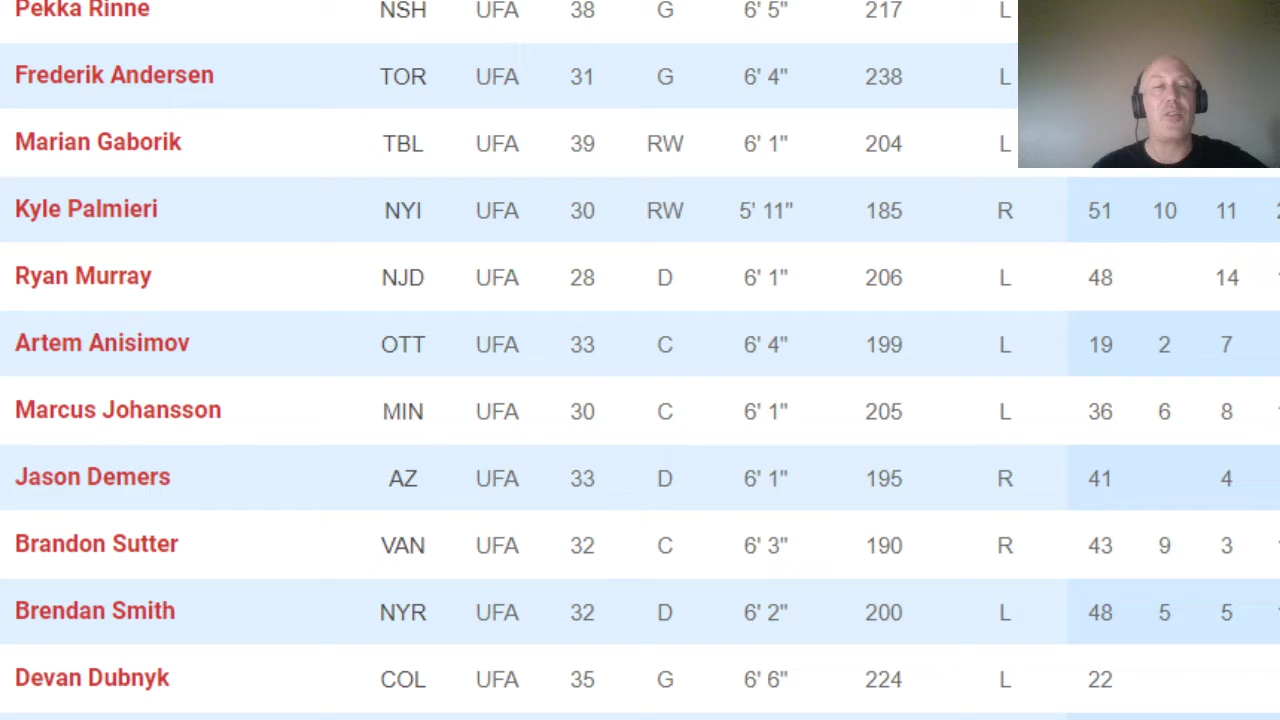 Pekka Rinne NSH UFA 38 G 6' 5" 217 L
Frederik Andersen TOR UFA 31 G 6' 4" 238 L
Marian Gaborik TBL UFA 39 RW 6' 1" 204 L
Kyle Palmieri NYI UFA 30 RW 5' 11" 185 R 51 10 11
Ryan Murray NJD UFA 28 D 6' 1" 206 L 48 14
Artem Anisimov OTT UFA 33 C 6' 4" 199 L 19 2 7
Marcus Johansson MIN UFA 30 C 6' 1" 205 L 36 6 8
Jason Demers AZ UFA 33 D 6' 1" 195 R 41 4
Brandon Sutter VAN UFA 32 C 6' 3" 190 R 43 9 3
Brendan Smith NYR UFA 32 D 6' 2" 200 L 48 5 5
Devan Dubnyk COL UFA 35 G 6' 6" 224 L 22